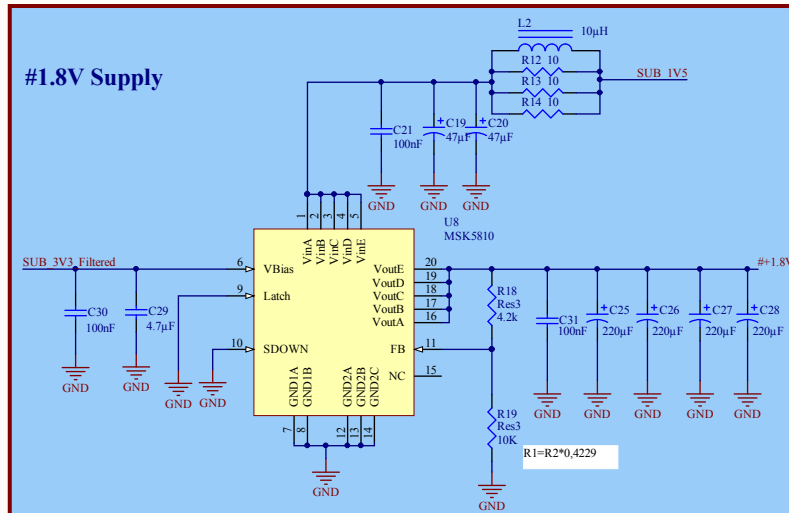 L2
10µH
R12 10
SUB_1V5
R13 10
#1.8V Supply
R14 10
C21
100nF
C19
47µF
C20
47µF
GND
GND
GND
U8
MSK5810
1
2
3
4
5
VinA
VinB
VinC
VinD
VinE
SUB_3V3_Filtered
6
VBias
VoutE
20
#+1.8V
9
Latch
VoutD
19
VoutC
18
VoutB
17
VoutA
16
R18
Res3
4.2k
C30
100nF
C29
4.7µF
C31
100nF
C25
220µF
C26
220µF
C27
220µF
C28
220µF
10
SDOWN
FB
11
NC
15
GND
GND
GND
GND
GND1A
GND1B
GND2A
GND2B
GND2C
7
8
12
13
14
GND
GND
GND
GND
GND
R19
Res3
10K
R1=R2*0,4229
GND
GND